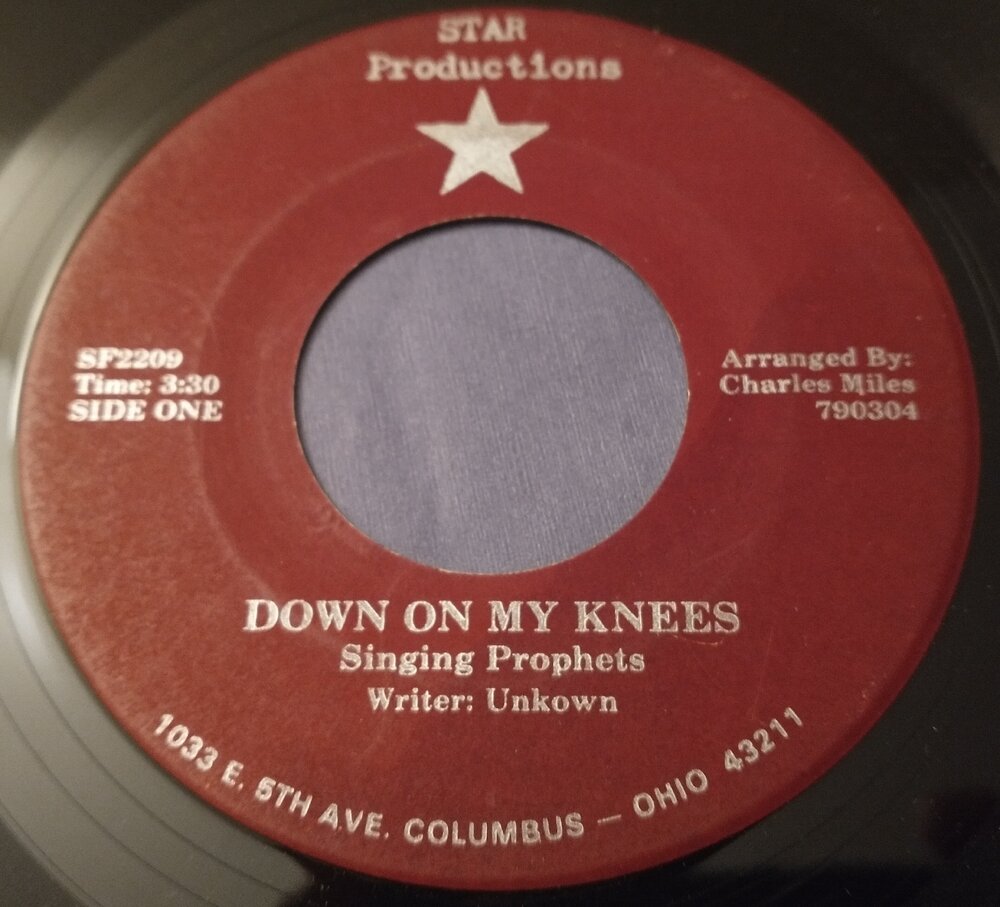 STAR
Productions
SF2209
Time: 3:30
SIDE ONE
Arranged By:
Charles Miles
790304
DOWN ON MY KNEES
Singing Prophets
Writer: Unkown
1033 E. 5TH AVE. COLUMBUS — OHIO 43211